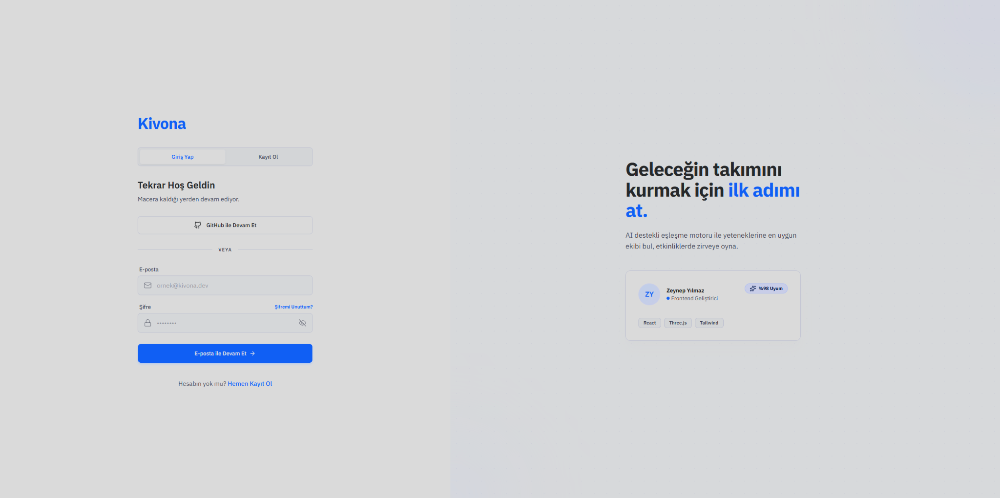 Kivona
Giriş Yap
Kayıt Ol
Tekrar Hoş Geldin
Macera kaldığı yerden devam ediyor.
GitHub ile Devam Et
VEYA
E-posta
ornek@kivona.dev
Şifre
Şifremi Unuttum?
••••••••
E-posta ile Devam Et →
Hesabın yok mu? Hemen Kayıt Ol
Geleceğin takımını
kurmak için ilk adımı
at.
AI destekli eşleşme motoru ile yeteneklerine en uygun
ekibi bul, etkinliklerde zirveye oyna.
ZY
Zeynep Yılmaz
Frontend Geliştirici
%98 Uyum
React
Three.js
Tailwind